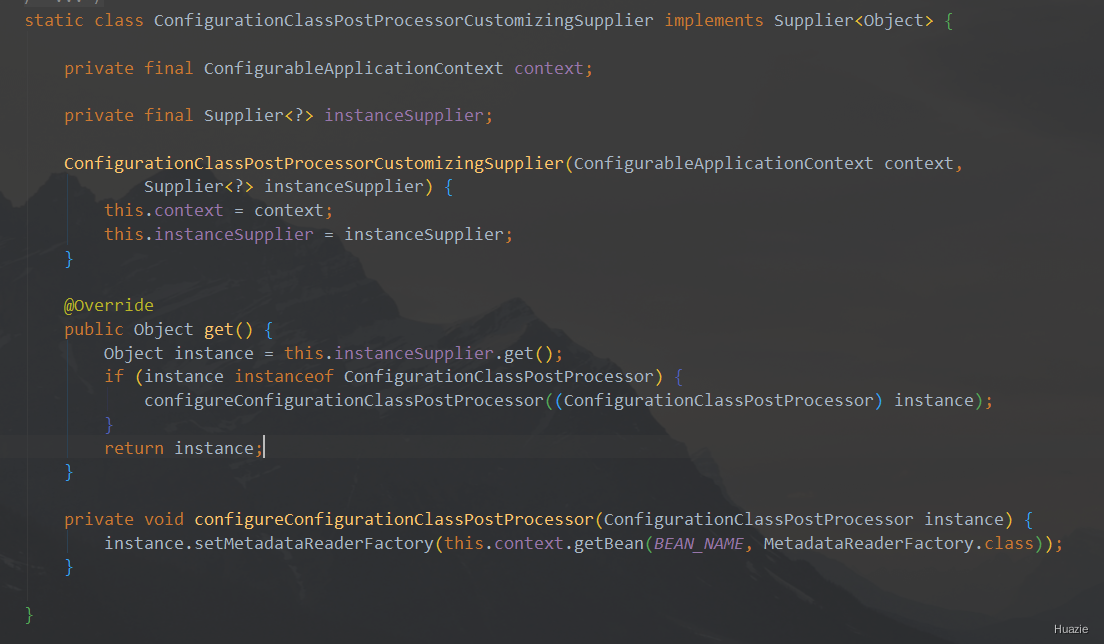 static class ConfigurationClassPostProcessorCustomizingSupplier implements Supplier<Object> {
private final ConfigurableApplicationContext context;
private final Supplier<?> instanceSupplier;
ConfigurationClassPostProcessorCustomizingSupplier(ConfigurableApplicationContext context,
Supplier<?> instanceSupplier) {
this.context = context;
this.instanceSupplier = instanceSupplier;
}
@Override
public Object get() {
Object instance = this.instanceSupplier.get();
if (instance instanceof ConfigurationClassPostProcessor) {
configureConfigurationClassPostProcessor((ConfigurationClassPostProcessor) instance);
}
return instance;
}
private void configureConfigurationClassPostProcessor(ConfigurationClassPostProcessor instance) {
instance.setMetadataReaderFactory(this.context.getBean(BEAN_NAME, MetadataReaderFactory.class));
}
}
Huazie